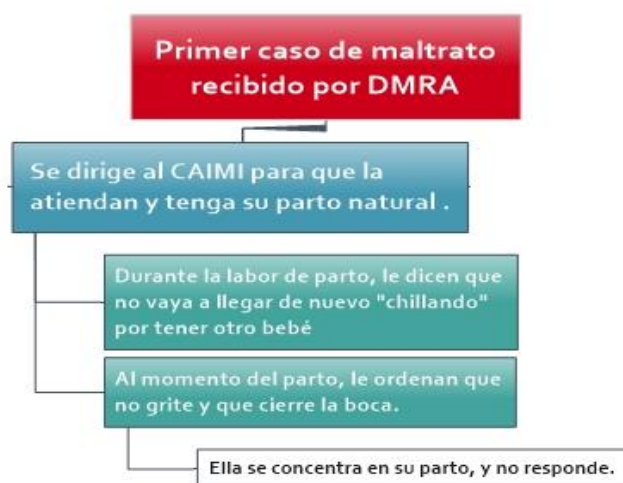 Primer caso de maltrato
recibido por DMRA
Se dirige al CAIMI para que la
atiendan y tenga su parto natural .
Durante la labor de parto, le dicen que
no vaya a llegar de nuevo "chillando"
por tener otro bebé
Al momento del parto, le ordenan que
no grite y que cierre la boca.
Ella se concentra en su parto, y no responde.